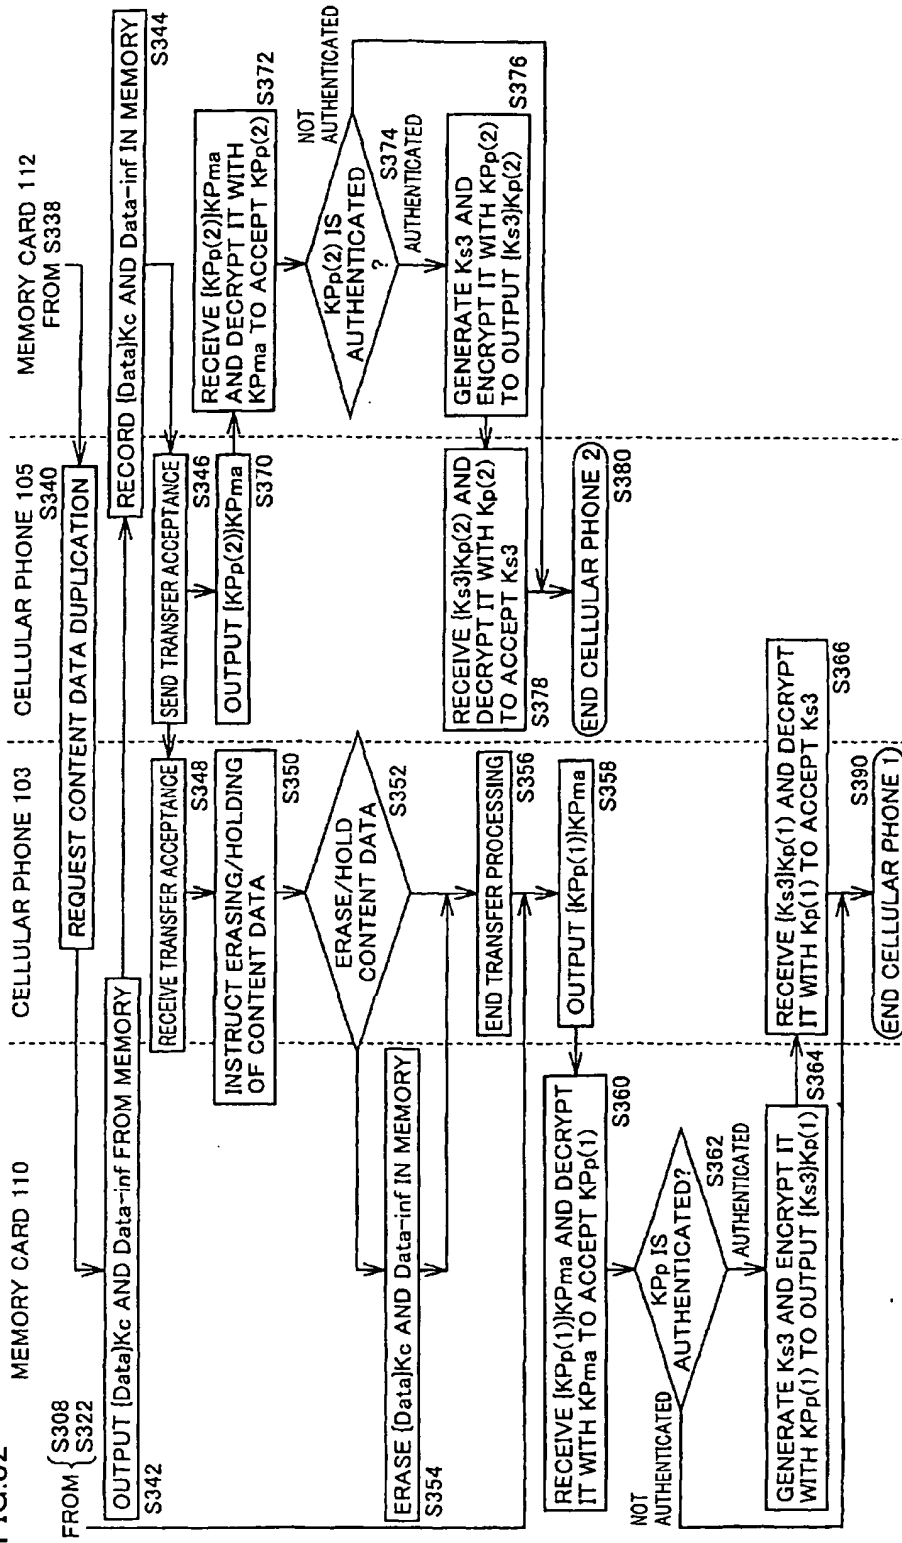 MEMORY CARD 110
CELLULAR PHONE 103
CELLULAR PHONE 105
MEMORY CARD 112
FROM S338
FROM { S308
S322
REQUEST CONTENT DATA DUPLICATION
S340
OUTPUT {Data}Kc AND Data-inf FROM MEMORY
S342
RECORD {Data}Kc AND Data-inf IN MEMORY
S344
SEND TRANSFER ACCEPTANCE
S346
RECEIVE TRANSFER ACCEPTANCE
S348
INSTRUCT ERASING/HOLDING
OF CONTENT DATA
S350
ERASE/HOLD
CONTENT DATA
S352
ERASE {Data}Kc AND Data-inf IN MEMORY
S354
END TRANSFER PROCESSING
S356
OUTPUT {KPp(1)}KPma
S358
RECEIVE {KPp(1)}KPma AND DECRYPT
IT WITH KPma TO ACCEPT KPp(1)
S360
KPp IS
AUTHENTICATED?
S362
NOT
AUTHENTICATED
AUTHENTICATED
GENERATE Ks3 AND ENCRYPT IT
WITH KPp(1) TO OUTPUT {Ks3}Kp(1)
S364
RECEIVE {Ks3}Kp(1) AND DECRYPT
IT WITH Kp(1) TO ACCEPT Ks3
S366
END CELLULAR PHONE 1
S390
OUTPUT {KPp(2)}KPma
S370
RECEIVE {KPp(2)}KPma
AND DECRYPT IT WITH
KPma TO ACCEPT KPp(2)
S372
KPp(2) IS
AUTHENTICATED
?
S374
NOT
AUTHENTICATED
AUTHENTICATED
GENERATE Ks3 AND
ENCRYPT IT WITH KPp(2)
TO OUTPUT {Ks3}Kp(2)
S376
RECEIVE {Ks3}Kp(2) AND
DECRYPT IT WITH Kp(2)
TO ACCEPT Ks3
S378
END CELLULAR PHONE 2
S380